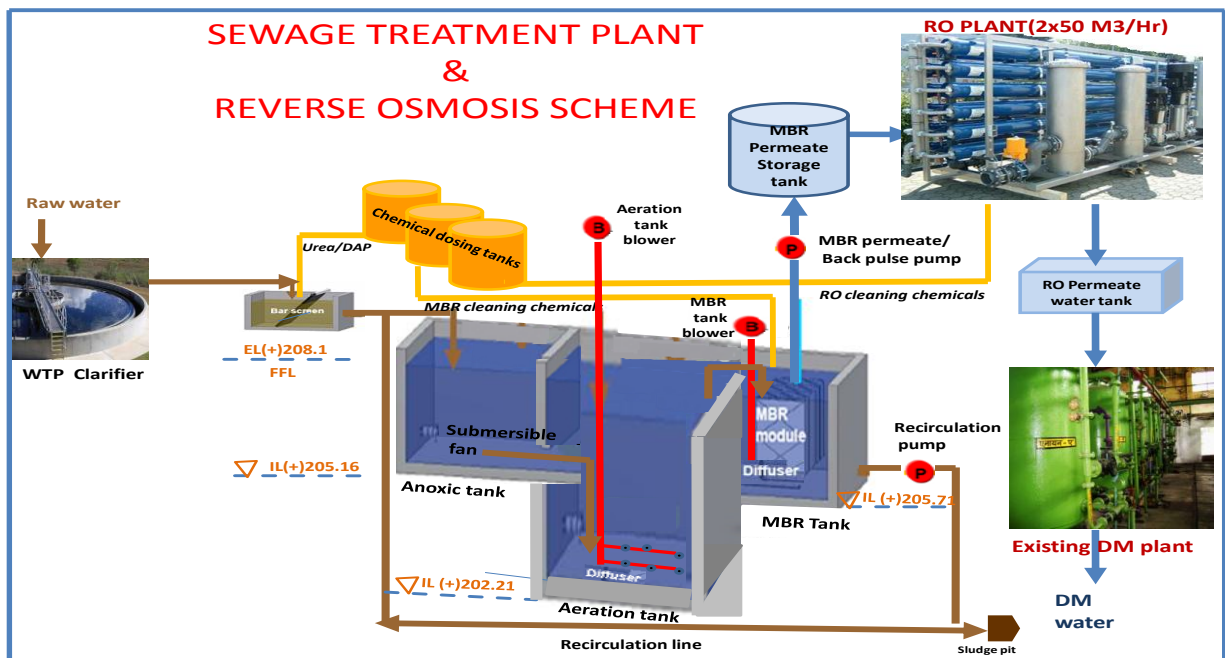 SEWAGE TREATMENT PLANT
&
REVERSE OSMOSIS SCHEME
RO PLANT(2x50 M3/Hr)
MBR
Permeate
Storage
tank
Raw water
Chemical dosing tanks
Urea/DAP
B
Aeration
tank
blower
P
MBR permeate/
Back pulse pump
RO Permeate
water tank
Bar screen
MBR cleaning chemicals
RO cleaning chemicals
MBR
tank
blower
B
EL(+)208.1
FFL
WTP Clarifier
MBR
module
Diffuser
Submersible
fan
Recirculation
pump
P
IL(+)205.16
Anoxic tank
IL (+)205.71
MBR Tank
एनायन-ए
Existing DM plant
Diffuser
IL (+)202.21
Aeration tank
DM
water
Recirculation line
Sludge pit